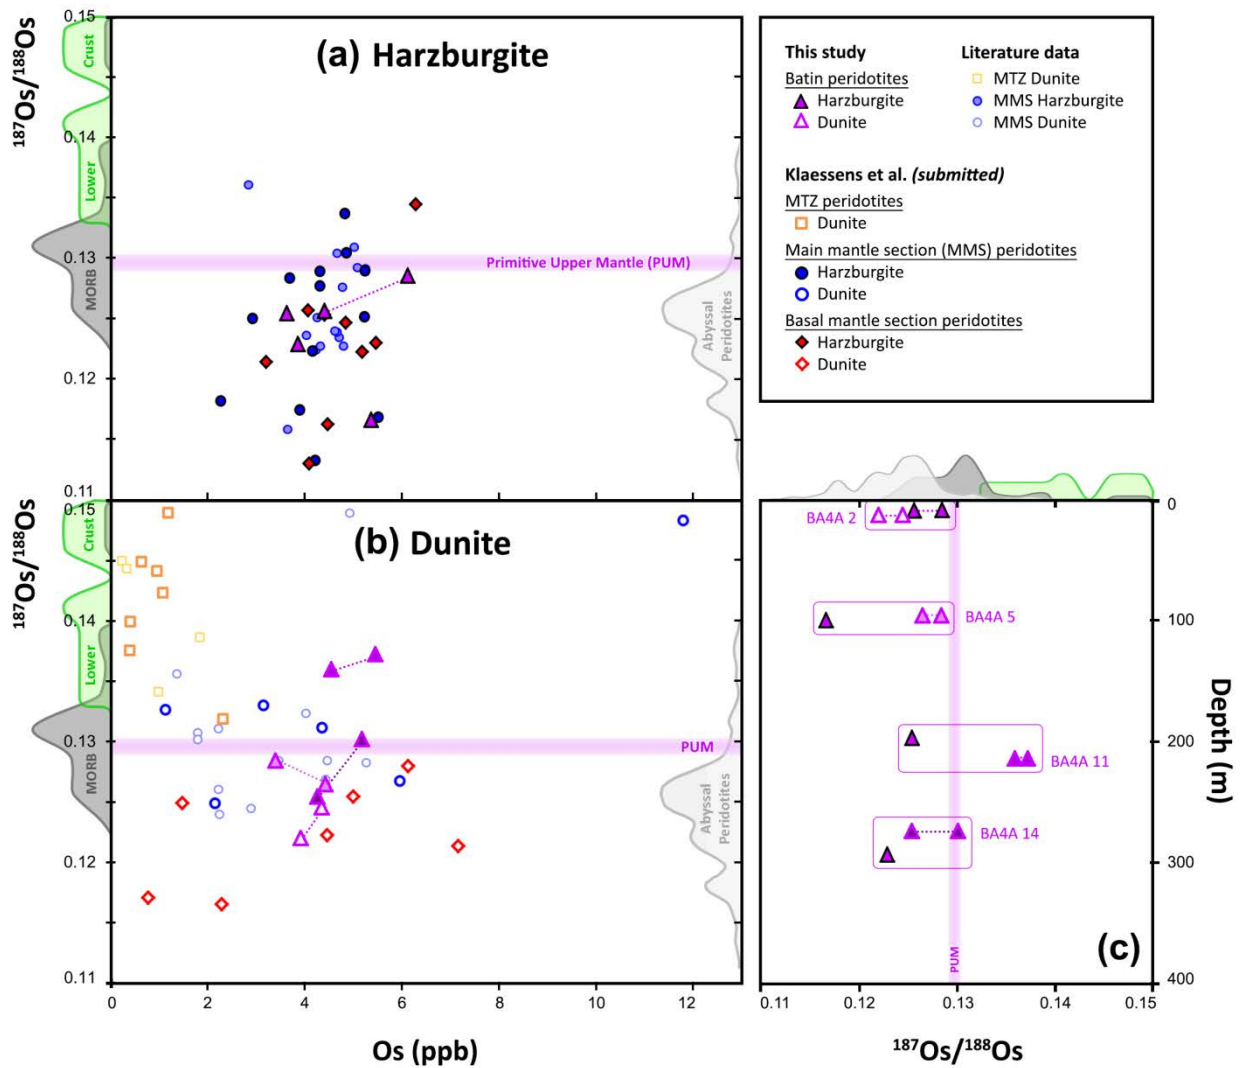 (a) Harzburgite
187Os/188Os
0.15
0.14
0.13
0.12
0.11
Crust
Lower
MORB
Primitive Upper Mantle (PUM)
Abyssal
Peridotites
This study
Batin peridotites
Harzburgite
Dunite
Literature data
MTZ Dunite
MMS Harzburgite
MMS Dunite
Klaessens et al. (submitted)
MTZ peridotites
Dunite
Main mantle section (MMS) peridotites
Harzburgite
Dunite
Basal mantle section peridotites
Harzburgite
Dunite
(b) Dunite
187Os/188Os
0.15
0.14
0.13
0.12
0.11
Crust
Lower
MORB
PUM
Abyssal
Peridotites
0 2 4 6 8 10 12
Os (ppb)
BA4A 2
BA4A 5
BA4A 11
BA4A 14
PUM
(c)
0
100
200
300
400
Depth (m)
0.11 0.12 0.13 0.14 0.15
187Os/188Os